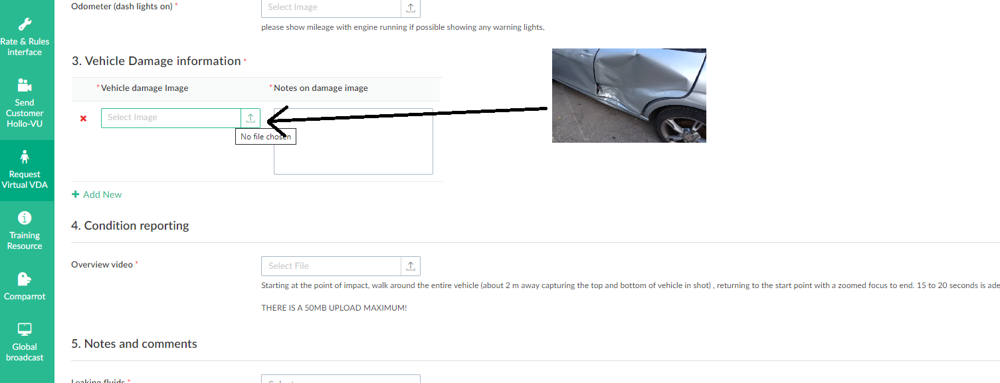 Rate & Rules
interface
Send
Customer
Hollo-VU
Request
Virtual VDA
Training
Resource
Comparrot
Global
broadcast
Odometer (dash lights on) *
Select Image
please show mileage with engine running if possible showing any warning lights,
3. Vehicle Damage information *
* Vehicle damage Image
* Notes on damage image
Select Image
No file chosen
Add New
4. Condition reporting
Overview video *
Select File
Starting at the point of impact, walk around the entire vehicle (about 2 m away capturing the top and bottom of vehicle in shot) , returning to the start point with a zoomed focus to end. 15 to 20 seconds is ade
THERE IS A 50MB UPLOAD MAXIMUM!
5. Notes and comments
Leaking fluids *
Select